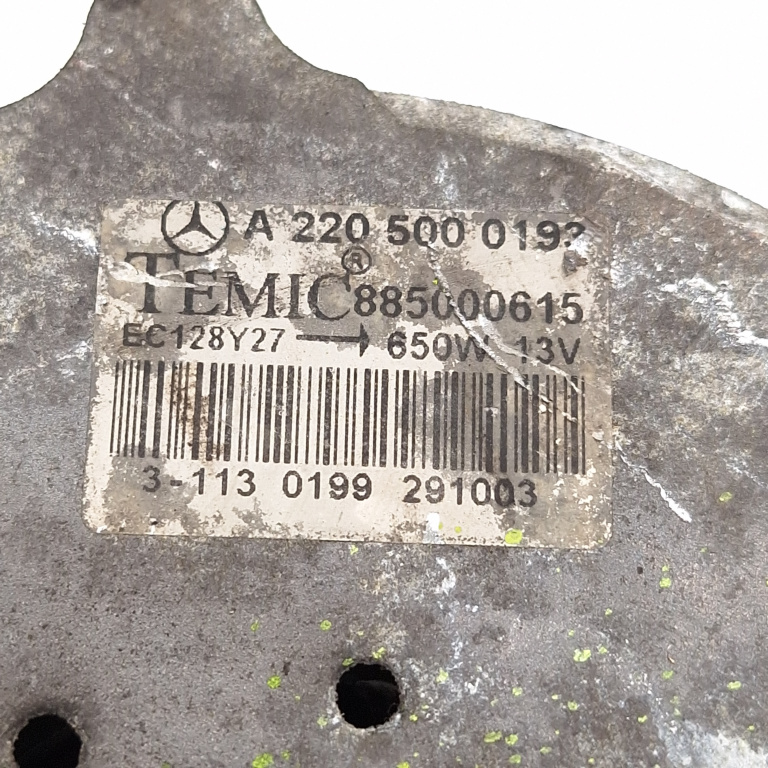 A 220 500 019
TEMIC® 885000615
EC128Y27 → 650W 13V
3-113 0199 291003